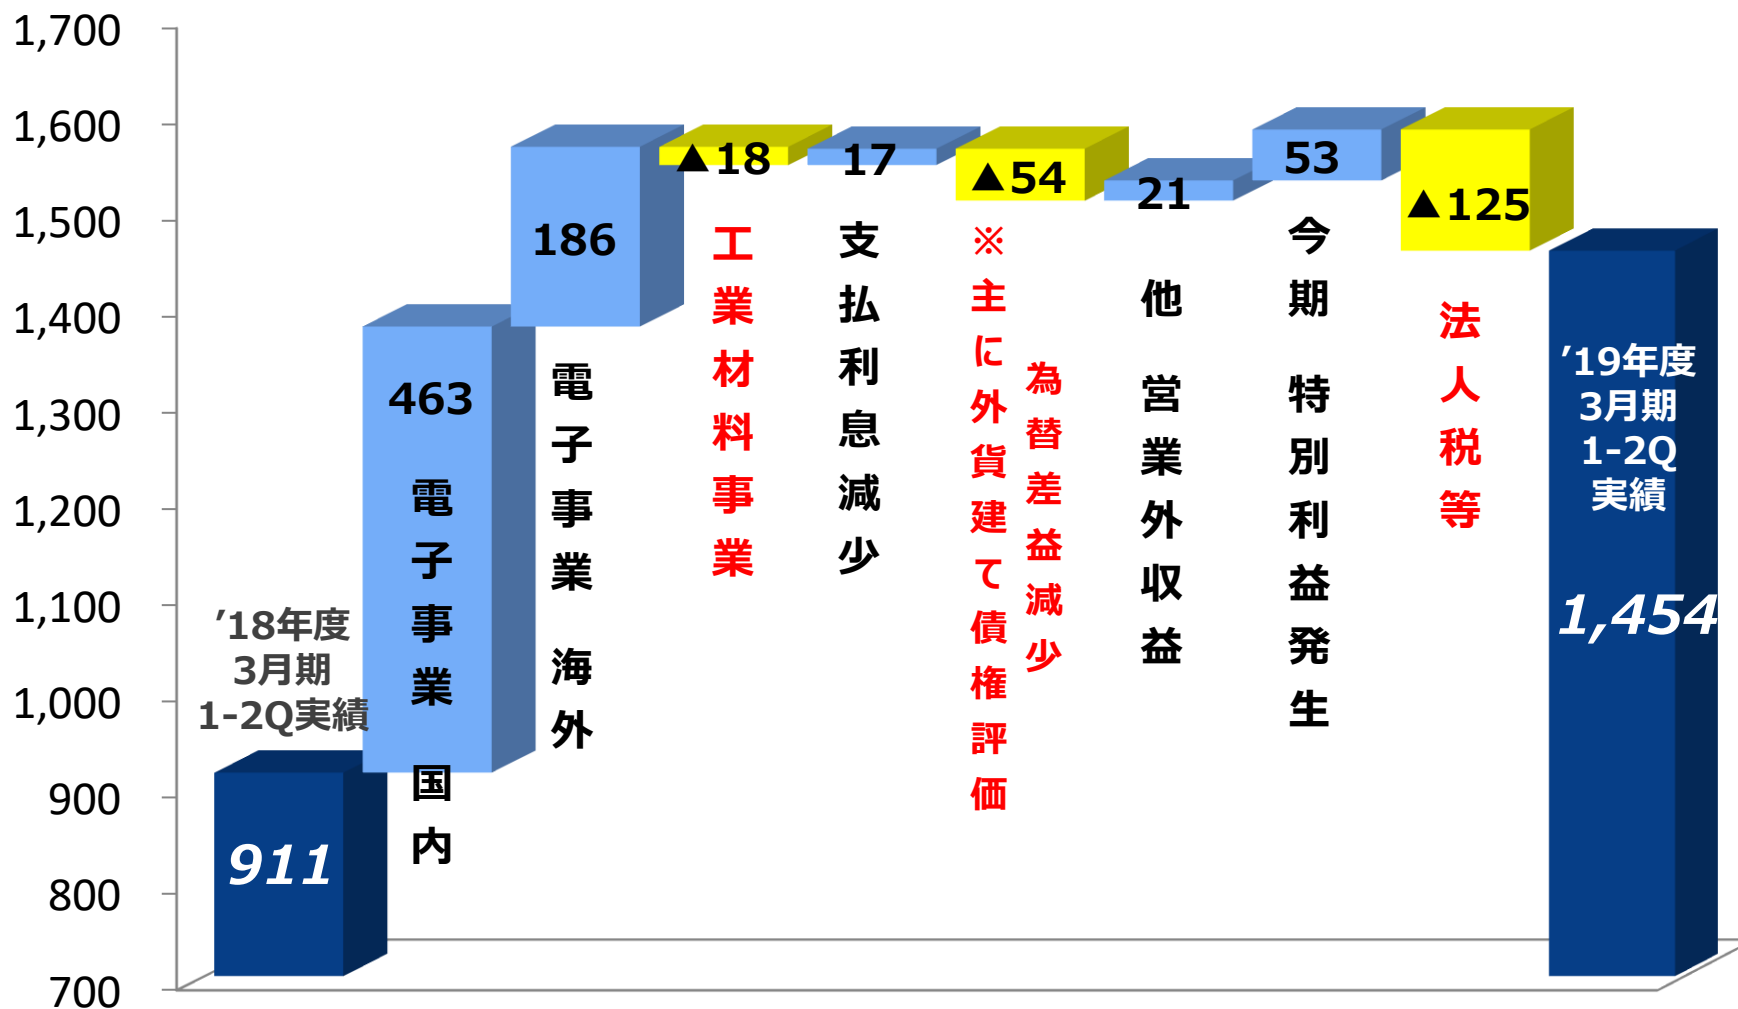 1,700
1,600
1,500
1,400
1,300
1,200
1,100
1,000
900
800
700
’18年度
3月期
1-2Q実績
911
463
電子事業 国内
186
電子事業 海外
▲18
工業材料事業
17
支払利息減少
▲54
為替差益減少
※主に外貨建て債権評価
21
他 営業外収益
53
今期 特別利益発生
▲125
法人税等
’19年度
3月期
1-2Q
実績
1,454